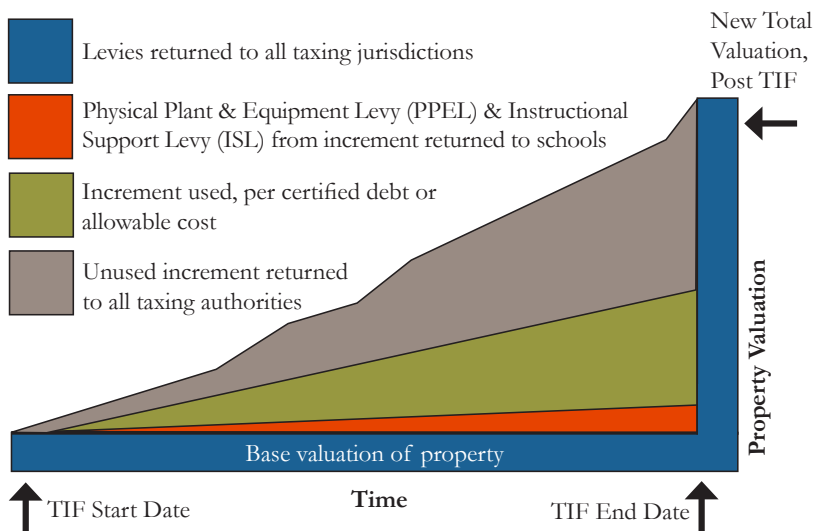 Levies returned to all taxing jurisdictions
Physical Plant & Equipment Levy (PPEL) & Instructional
Support Levy (ISL) from increment returned to schools
Increment used, per certified debt or
allowable cost
Unused increment returned
to all taxing authorities
New Total
Valuation,
Post TIF
Property Valuation
Base valuation of property
TIF Start Date
Time
TIF End Date